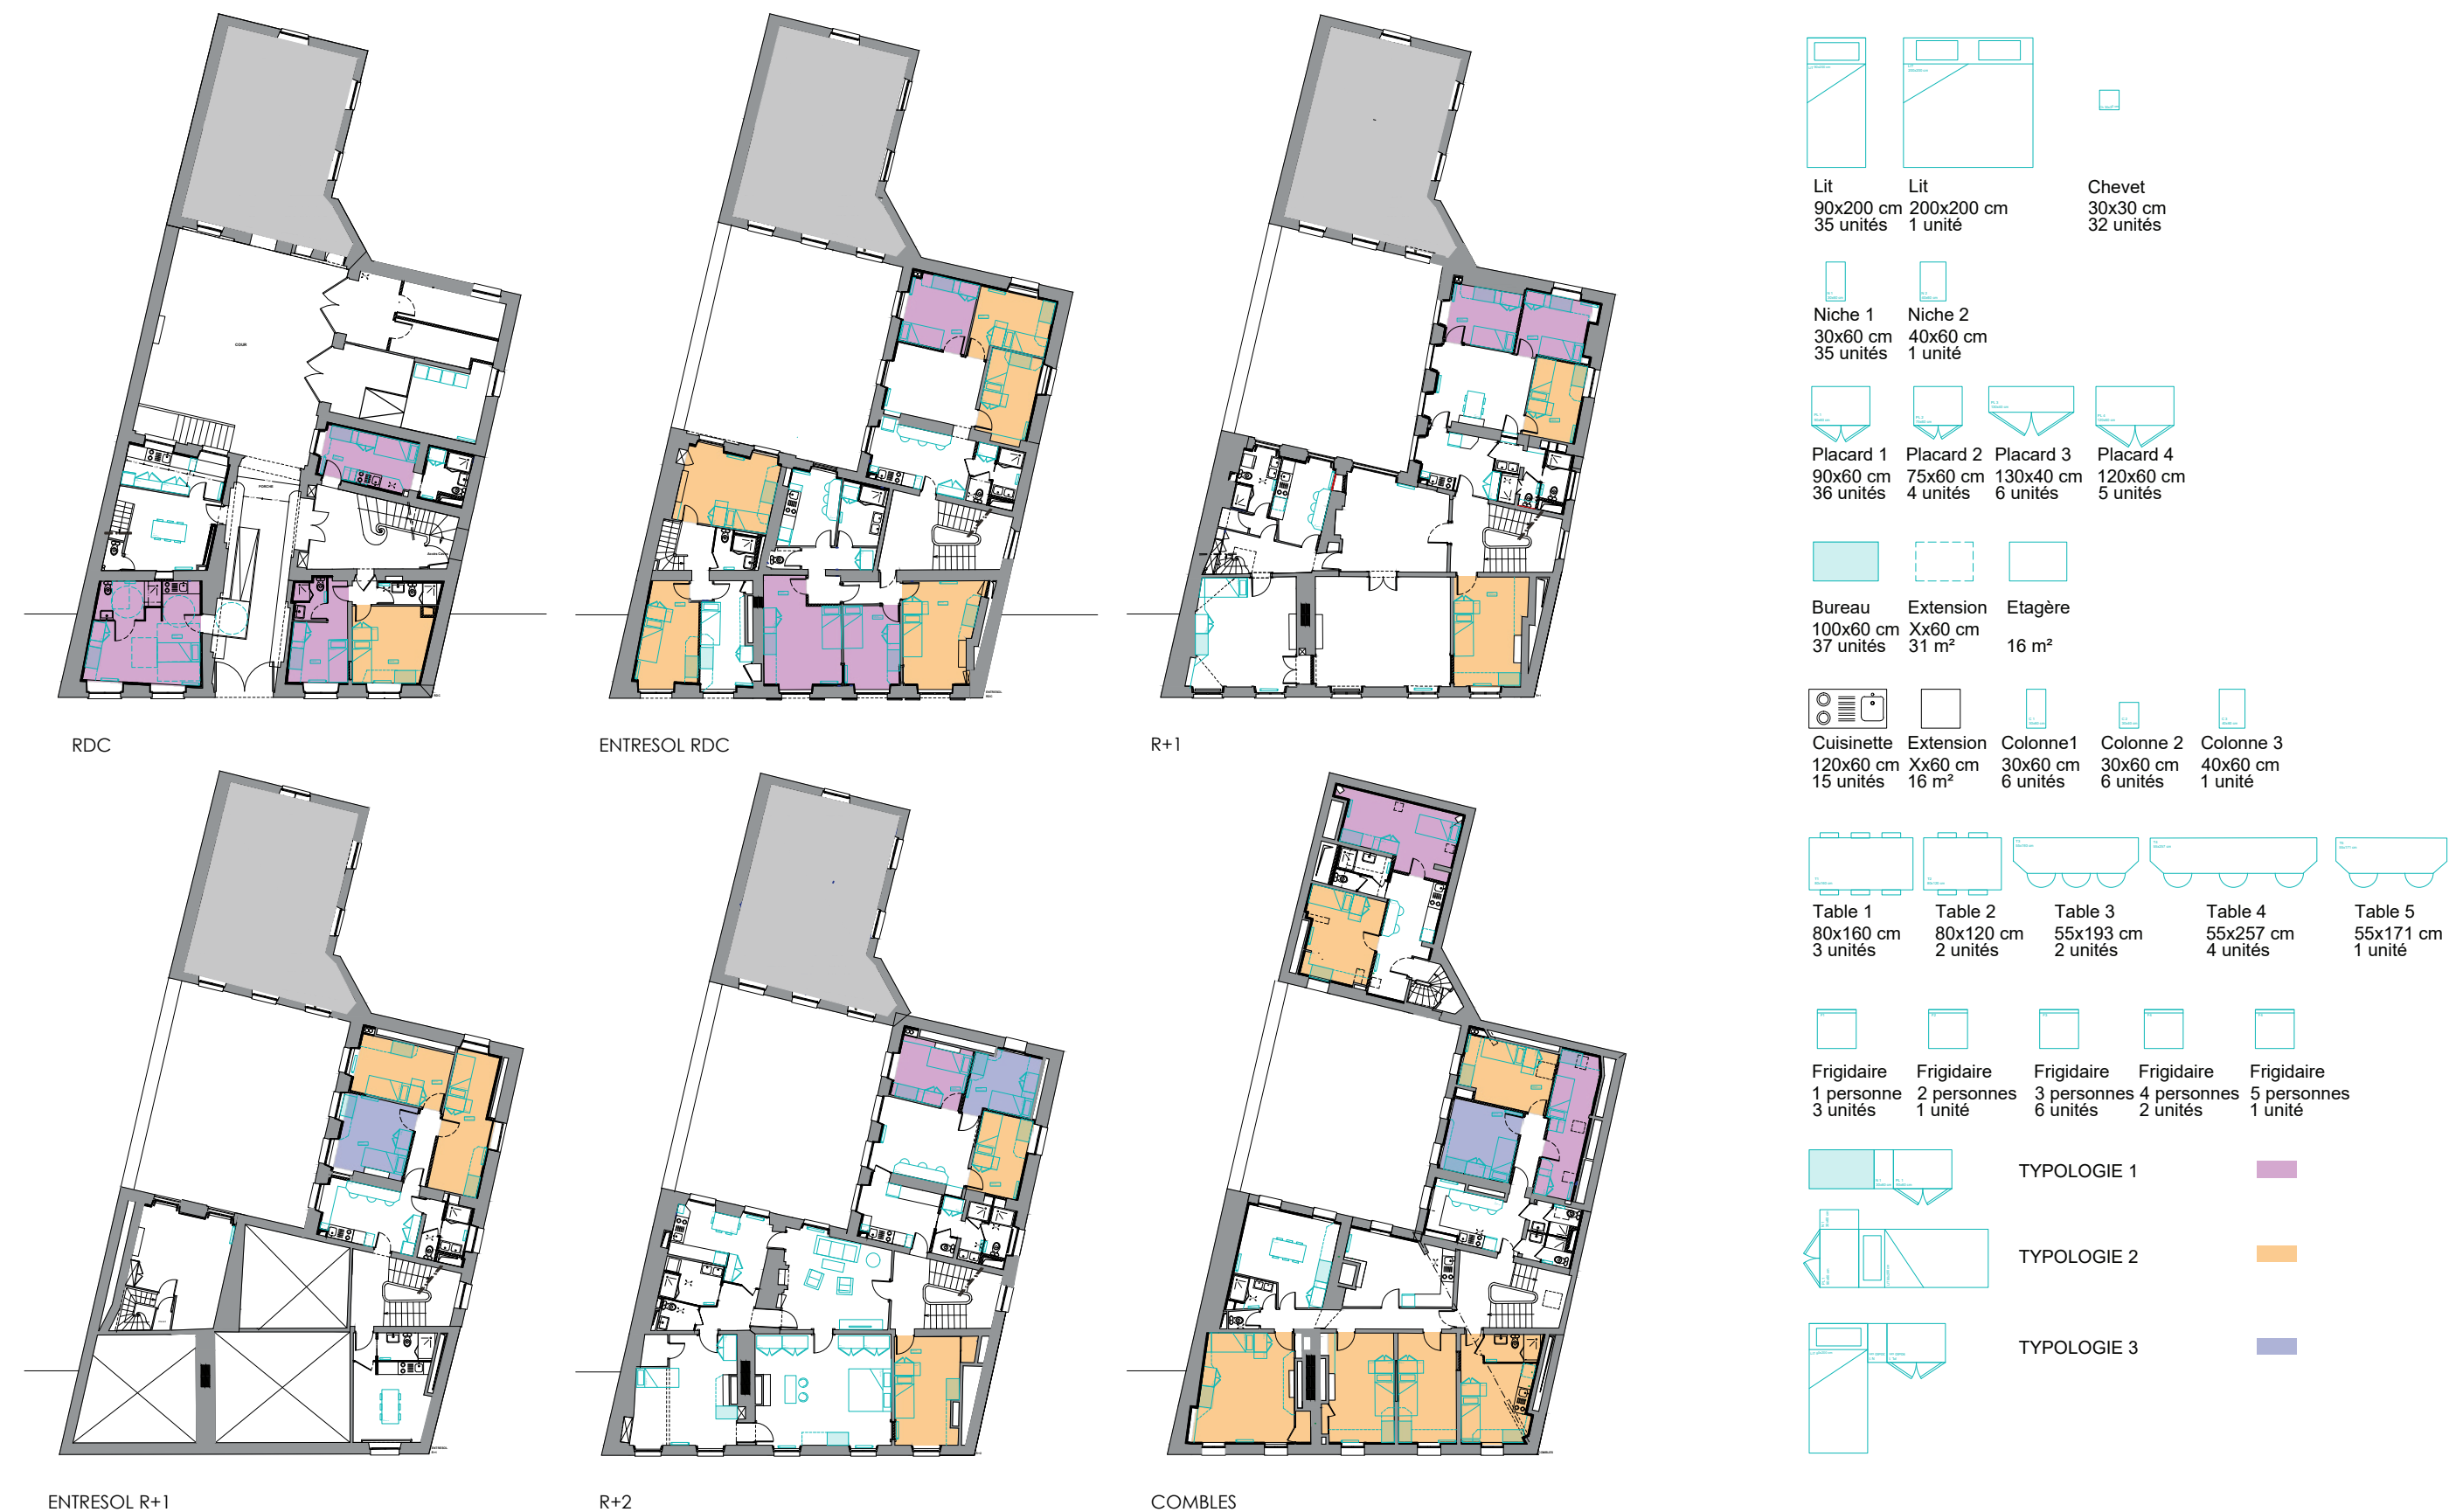 COUR
PORCHE
RDC
ENTRESOL RDC
R+1
ENTRESOL R+1
R+2
COMBLES
Lit
90x200 cm
35 unités
Lit
200x200 cm
1 unité
Chevet
30x30 cm
32 unités
Niche 1
30x60 cm
35 unités
Niche 2
40x60 cm
1 unité
Placard 1
90x60 cm
36 unités
Placard 2
75x60 cm
4 unités
Placard 3
130x40 cm
6 unités
Placard 4
120x60 cm
5 unités
Bureau
100x60 cm
37 unités
Extension
Xx60 cm
31 m²
Etagère
16 m²
Cuisinette
120x60 cm
15 unités
Extension
Xx60 cm
16 m²
Colonne1
30x60 cm
6 unités
Colonne 2
30x60 cm
6 unités
Colonne 3
40x60 cm
1 unité
Table 1
80x160 cm
3 unités
Table 2
80x120 cm
2 unités
Table 3
55x193 cm
2 unités
Table 4
55x257 cm
4 unités
Table 5
55x171 cm
1 unité
Frigidaire
1 personne
3 unités
Frigidaire
2 personnes
1 unité
Frigidaire
3 personnes
6 unités
Frigidaire
4 personnes
2 unités
Frigidaire
5 personnes
1 unité
TYPOLOGIE 1
TYPOLOGIE 2
TYPOLOGIE 3